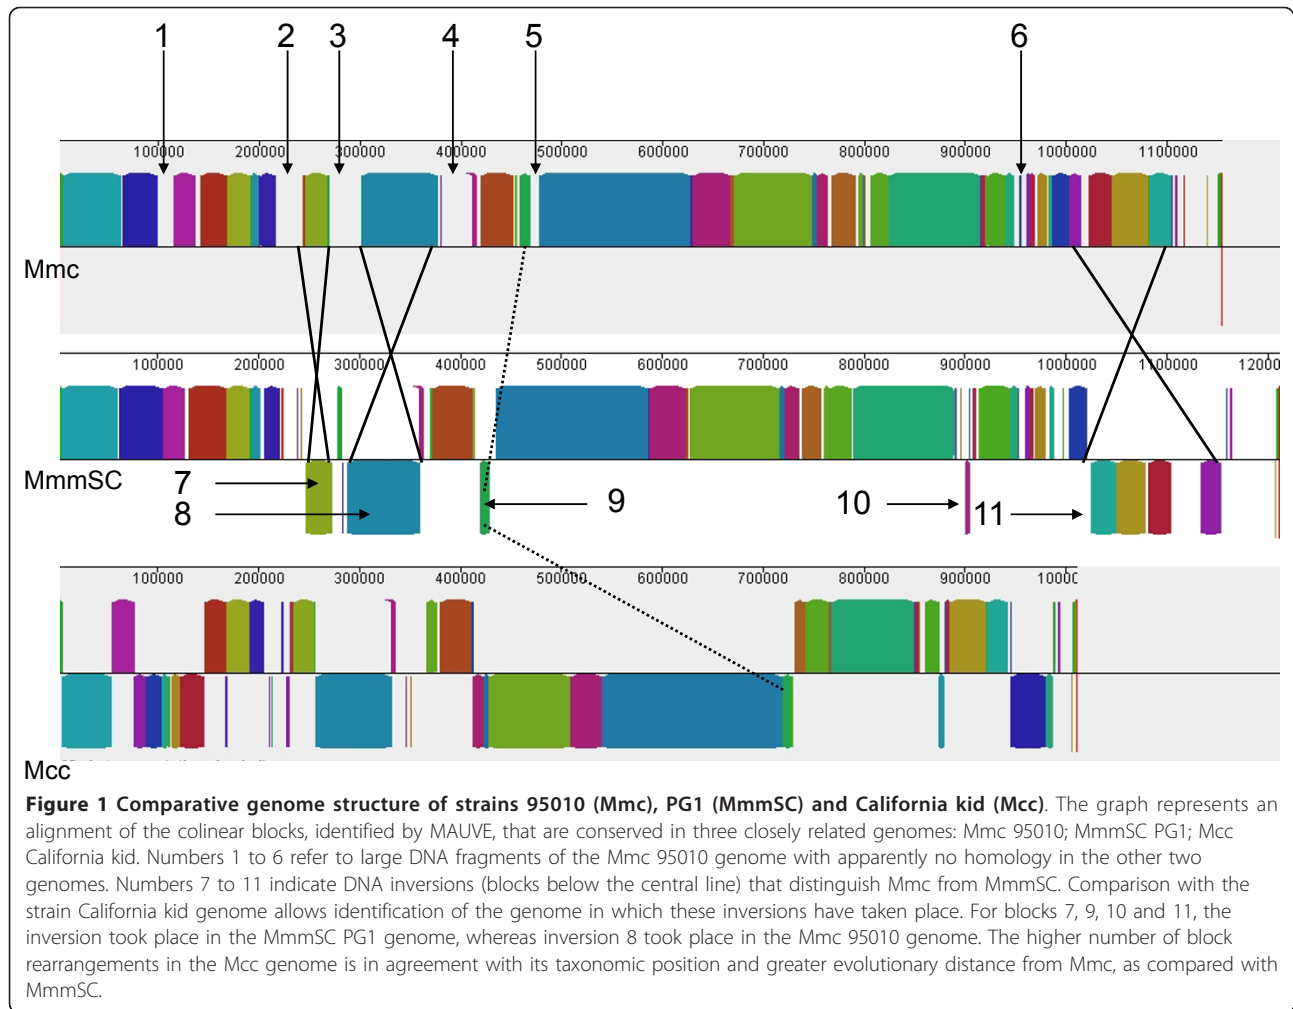 1 2 3 4 5 6
100000 200000 300000 400000 500000 600000 700000 800000 900000 1000000 1100000
Mmc
100000 200000 300000 400000 500000 600000 700000 800000 900000 1000000 1100000 12000
MmmSC
7
8
9
10
11
100000 200000 300000 400000 500000 600000 700000 800000 900000 1000
Mcc
Figure 1 Comparative genome structure of strains 95010 (Mmc), PG1 (MmmSC) and California kid (Mcc). The graph represents an
alignment of the colinear blocks, identified by MAUVE, that are conserved in three closely related genomes: Mmc 95010; MmmSC PG1; Mcc
California kid. Numbers 1 to 6 refer to large DNA fragments of the Mmc 95010 genome with apparently no homology in the other two
genomes. Numbers 7 to 11 indicate DNA inversions (blocks below the central line) that distinguish Mmc from MmmSC. Comparison with the
strain California kid genome allows identification of the genome in which these inversions have taken place. For blocks 7, 9, 10 and 11, the
inversion took place in the MmmSC PG1 genome, whereas inversion 8 took place in the Mmc 95010 genome. The higher number of block
rearrangements in the Mcc genome is in agreement with its taxonomic position and greater evolutionary distance from Mmc, as compared with
MmmSC.